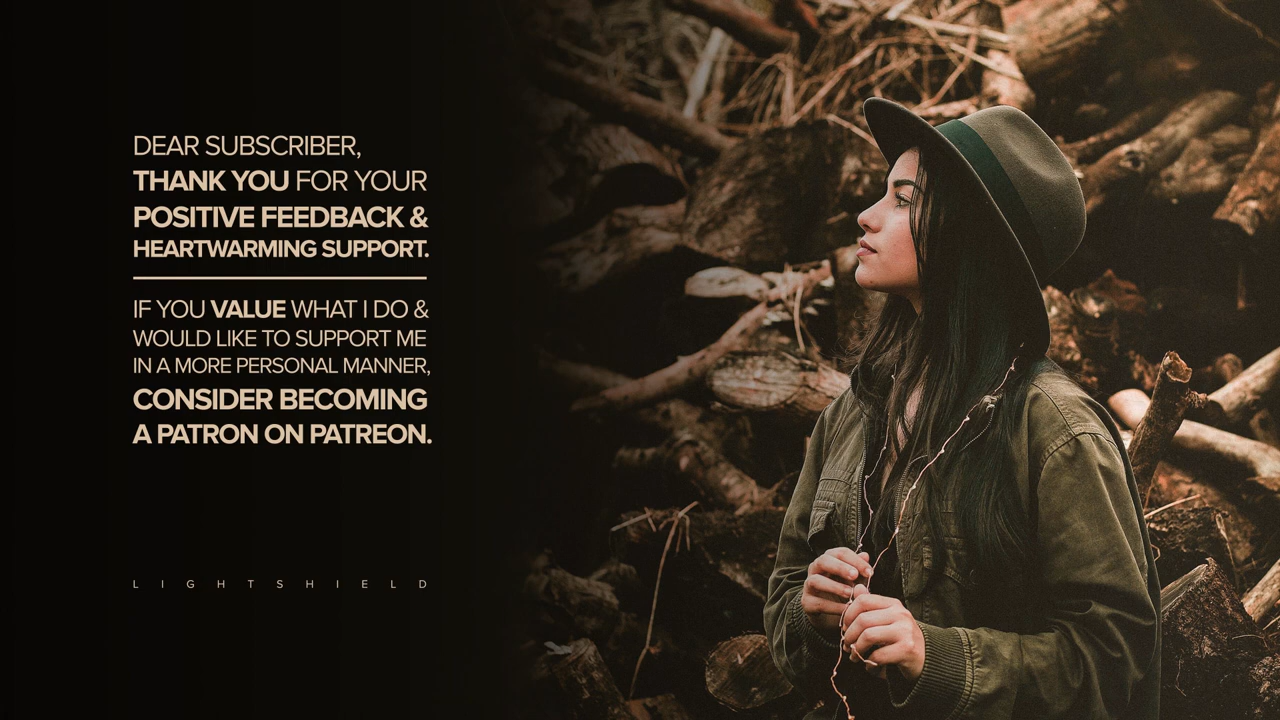 DEAR SUBSCRIBER,
THANK YOU FOR YOUR
POSITIVE FEEDBACK &
HEARTWARMING SUPPORT.
IF YOU VALUE WHAT I DO &
WOULD LIKE TO SUPPORT ME
IN A MORE PERSONAL MANNER,
CONSIDER BECOMING
A PATRON ON PATREON.
LIGHTSHIELD